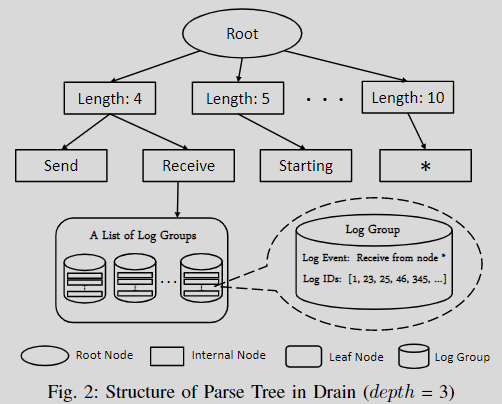 Root
Length: 4
Length: 5
. . .
Length: 10
Send
Receive
Starting
*
A List of Log Groups
...
Log Group
Log Event: Receive from node *
Log IDs: [1, 23, 25, 46, 345, ...]
Root Node
Internal Node
Leaf Node
Log Group
Fig. 2: Structure of Parse Tree in Drain (depth = 3)